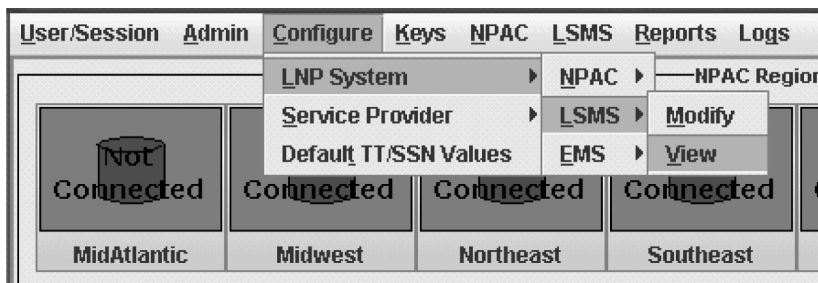 User/Session Admin Configure Keys NPAC LSMS Reports Logs
LNP System NPAC NPAC Region
Service Provider LSMS Modify
Default TT/SSN Values EMS View
Not
Connected Connected Connected Connected
MidAtlantic Midwest Northeast Southeast